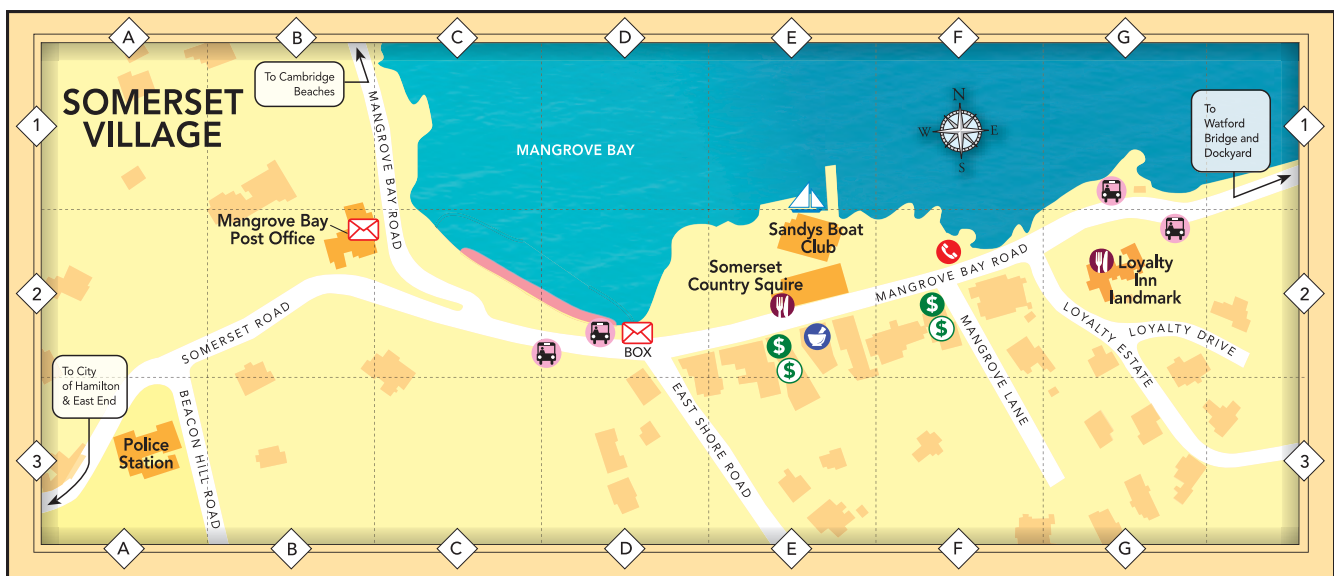 A
B
C
D
E
F
G
1
SOMERSET
VILLAGE
To Cambridge
Beaches
MANGROVE BAY ROAD
MANGROVE BAY
N
W
E
S
To
Watford
Bridge and
Dockyard
1
Mangrove Bay
Post Office
Sandys Boat
Club
Somerset
Country Squire
MANGROVE BAY ROAD
Loyalty
Inn
landmark
2
2
SOMERSET ROAD
$
$
$
$
BOX
MANGROVE LANE
LOYALTY ESTATE
LOYALTY DRIVE
To City
of Hamilton
& East End
BEACON HILL ROAD
EAST SHORE ROAD
Police
Station
3
3
A
B
C
D
E
F
G